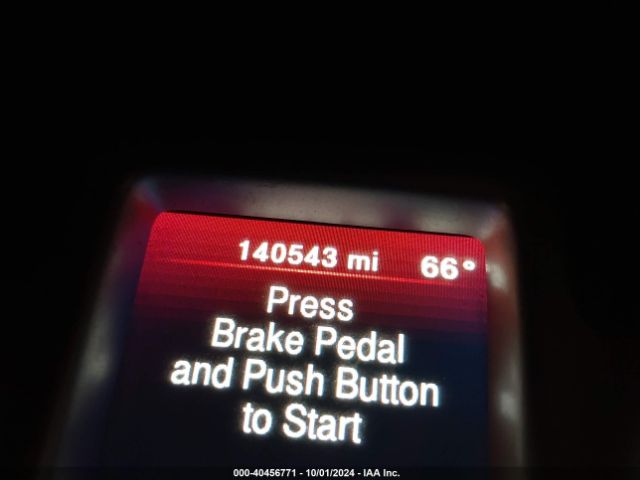 140543 mi 66°
Press
Brake Pedal
and Push Button
to Start
000-40456771 - 10/01/2024 - IAA Inc.